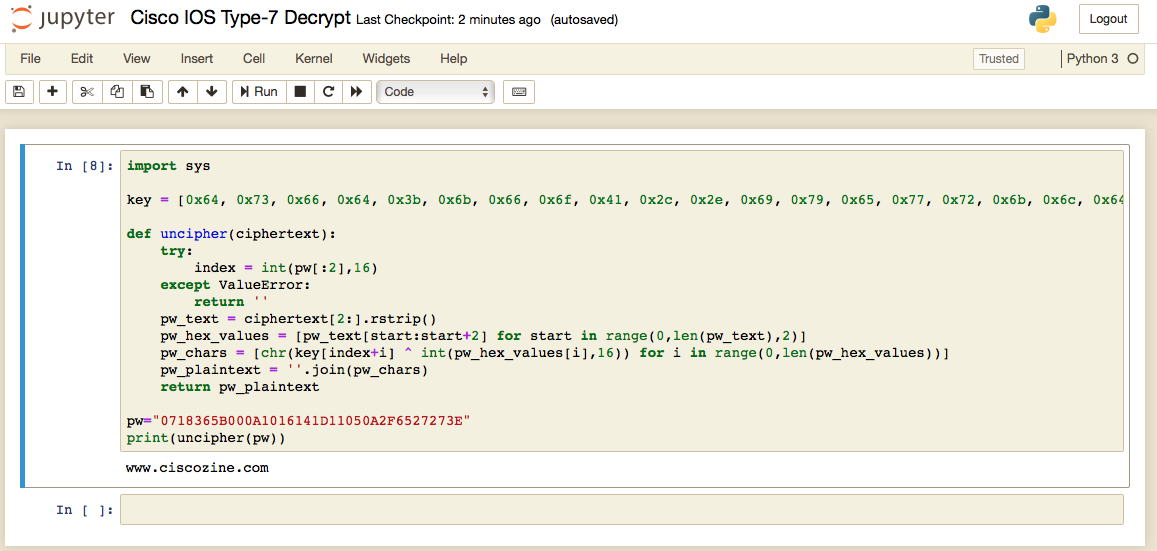 jupyter Cisco IOS Type-7 Decrypt Last Checkpoint: 2 minutes ago (autosaved)
Logout
File Edit View Insert Cell Kernel Widgets Help Trusted Python 3
Run Code
In [8]: import sys
key = [0x64, 0x73, 0x66, 0x64, 0x3b, 0x6b, 0x66, 0x6f, 0x41, 0x2c, 0x2e, 0x69, 0x79, 0x65, 0x77, 0x72, 0x6b, 0x6c, 0x64
def uncipher(ciphertext):
    try:
        index = int(pw[:2],16)
    except ValueError:
        return ''
    pw_text = ciphertext[2:].rstrip()
    pw_hex_values = [pw_text[start:start+2] for start in range(0,len(pw_text),2)]
    pw_chars = [chr(key[index+i] ^ int(pw_hex_values[i],16)) for i in range(0,len(pw_hex_values))]
    pw_plaintext = ''.join(pw_chars)
    return pw_plaintext
pw="0718365B000A1016141D11050A2F6527273E"
print(uncipher(pw))
www.ciscozine.com
In [ ]: